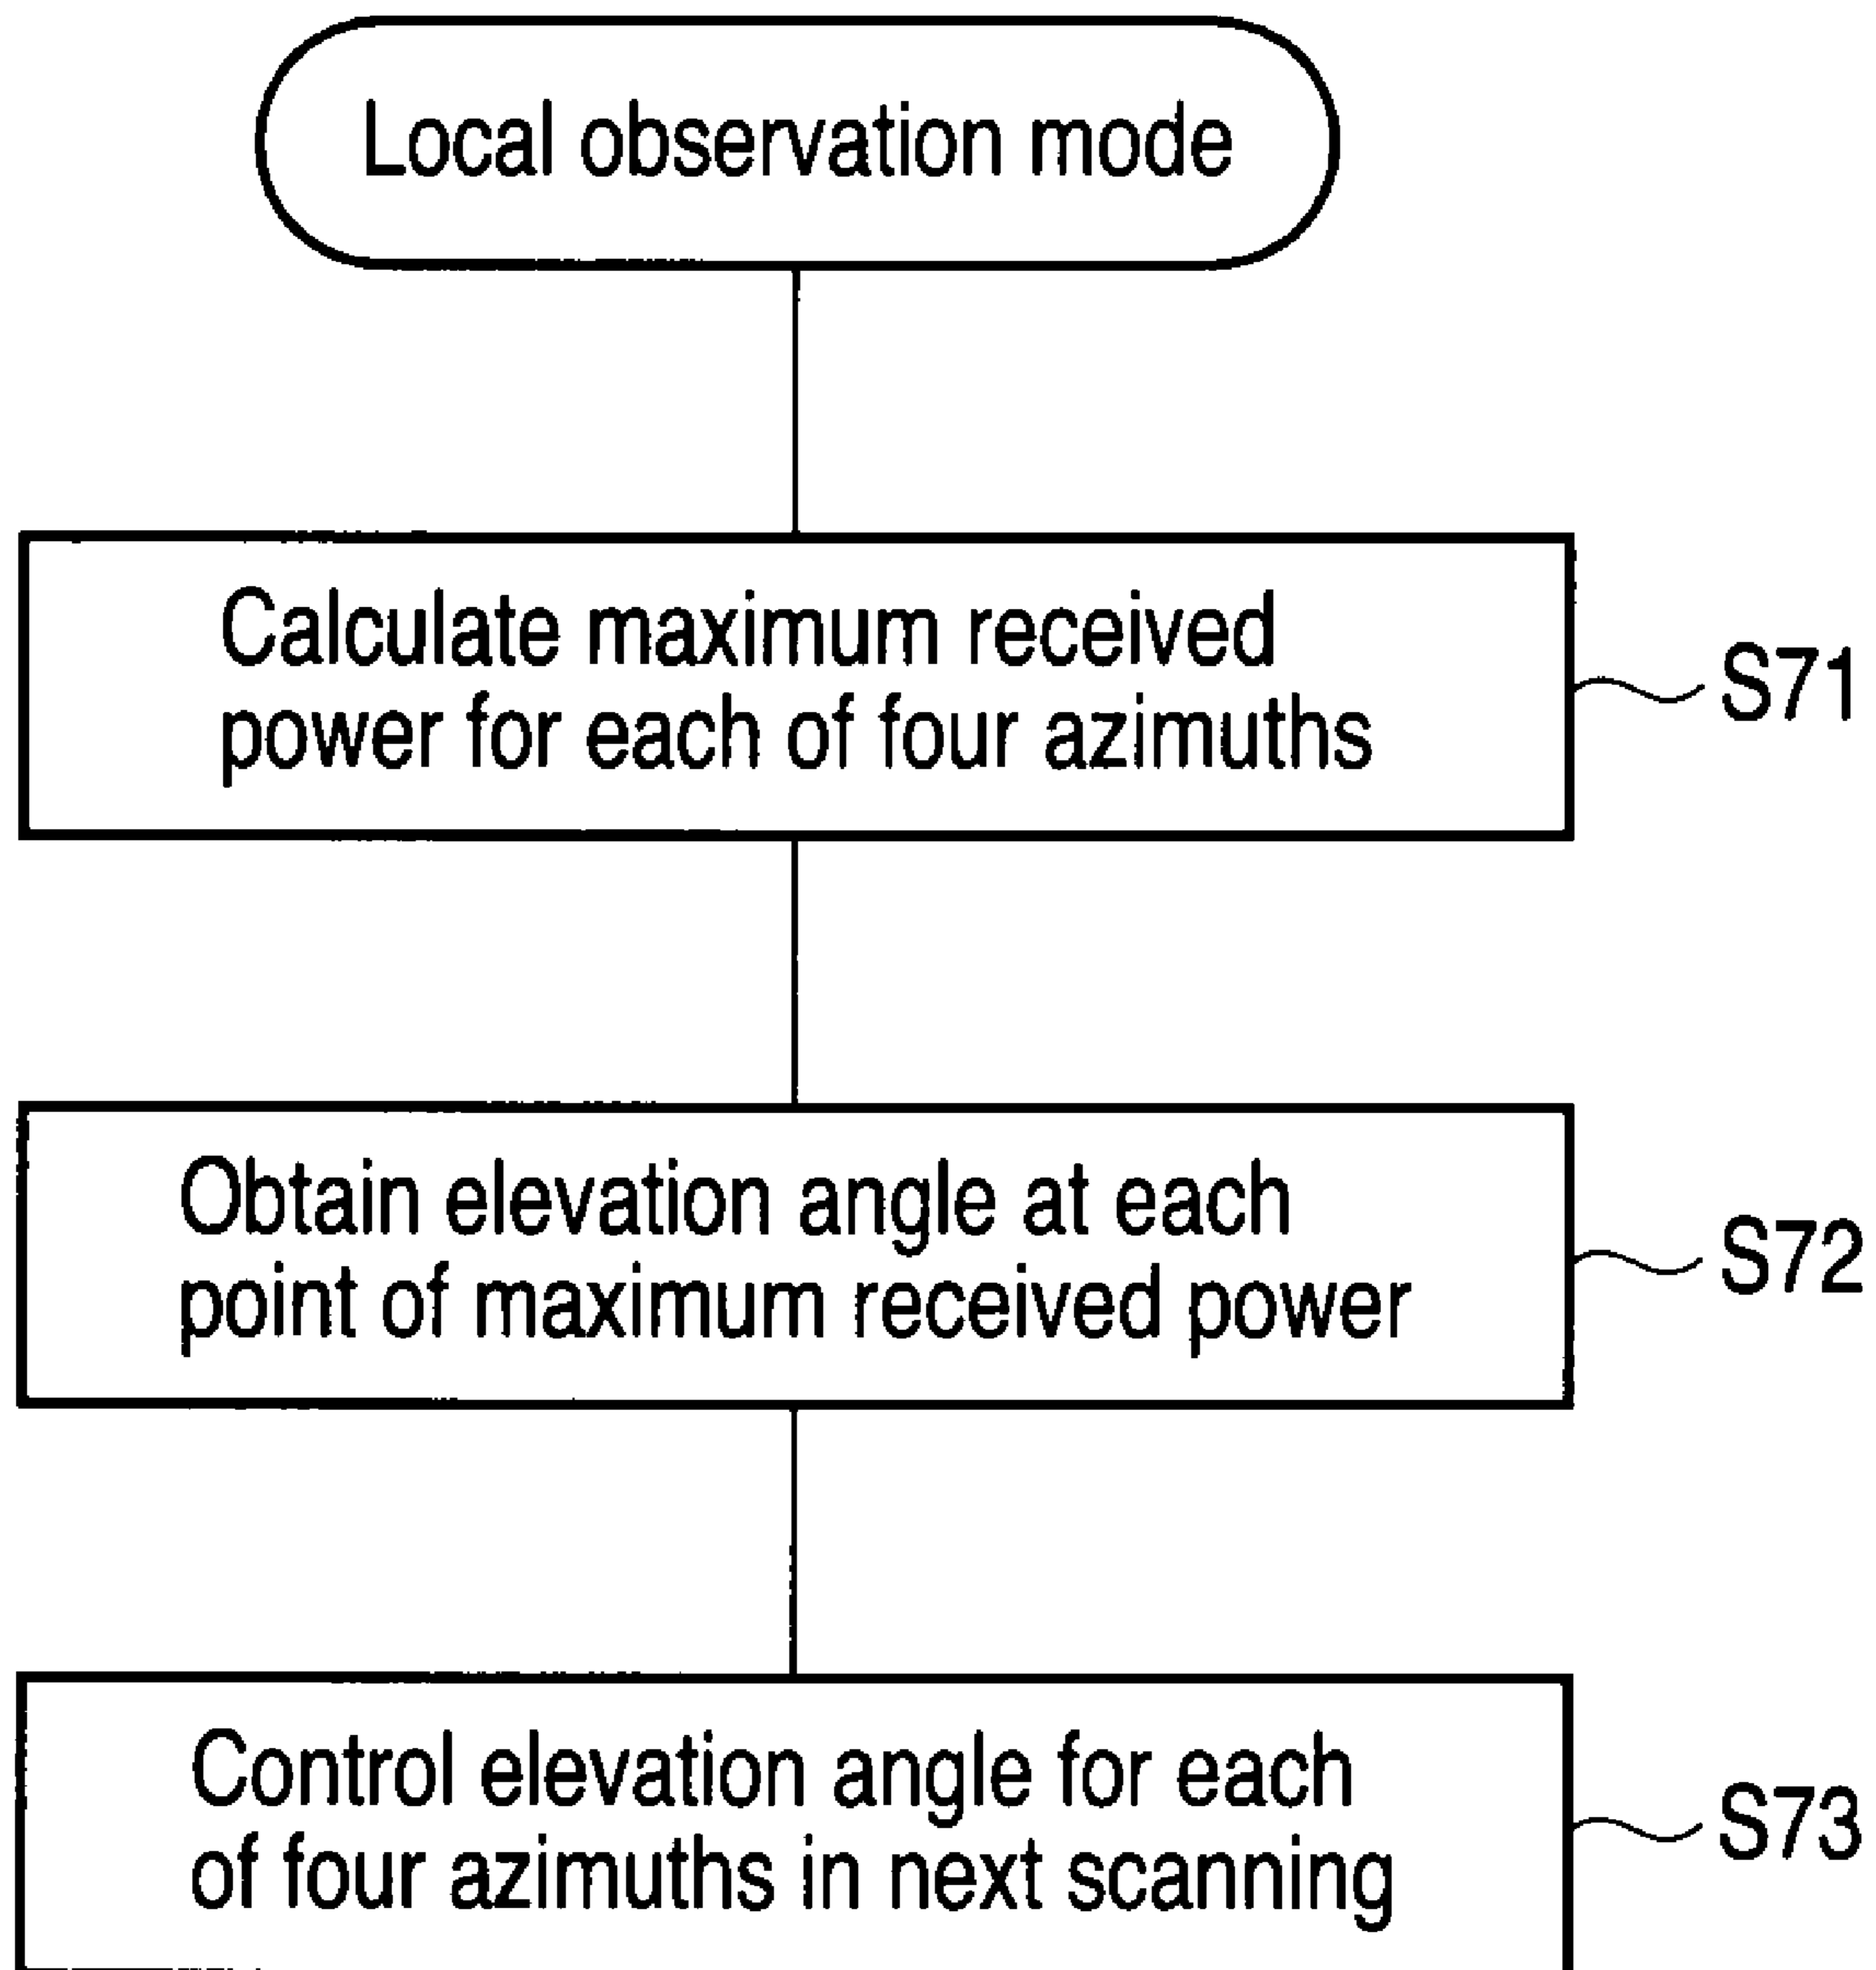 Local observation mode
Calculate maximum received
power for each of four azimuths
S71
Obtain elevation angle at each
point of maximum received power
S72
Control elevation angle for each
of four azimuths in next scanning
S73